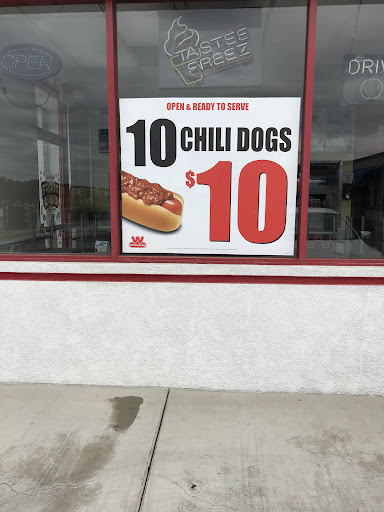 OPEN
TASTEE
FREEZ
DRIV
OPEN & READY TO SERVE
10 CHILI DOGS
$10